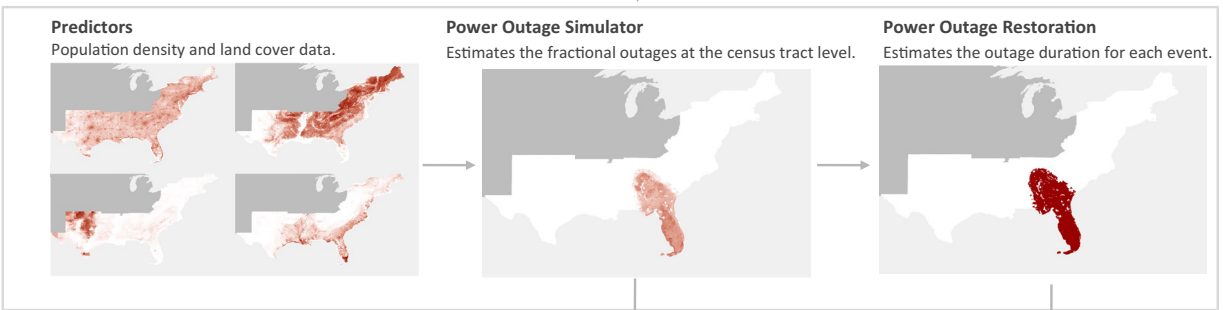 Predictors
Population density and land cover data.
Power Outage Simulator
Estimates the fractional outages at the census tract level.
Power Outage Restoration
Estimates the outage duration for each event.